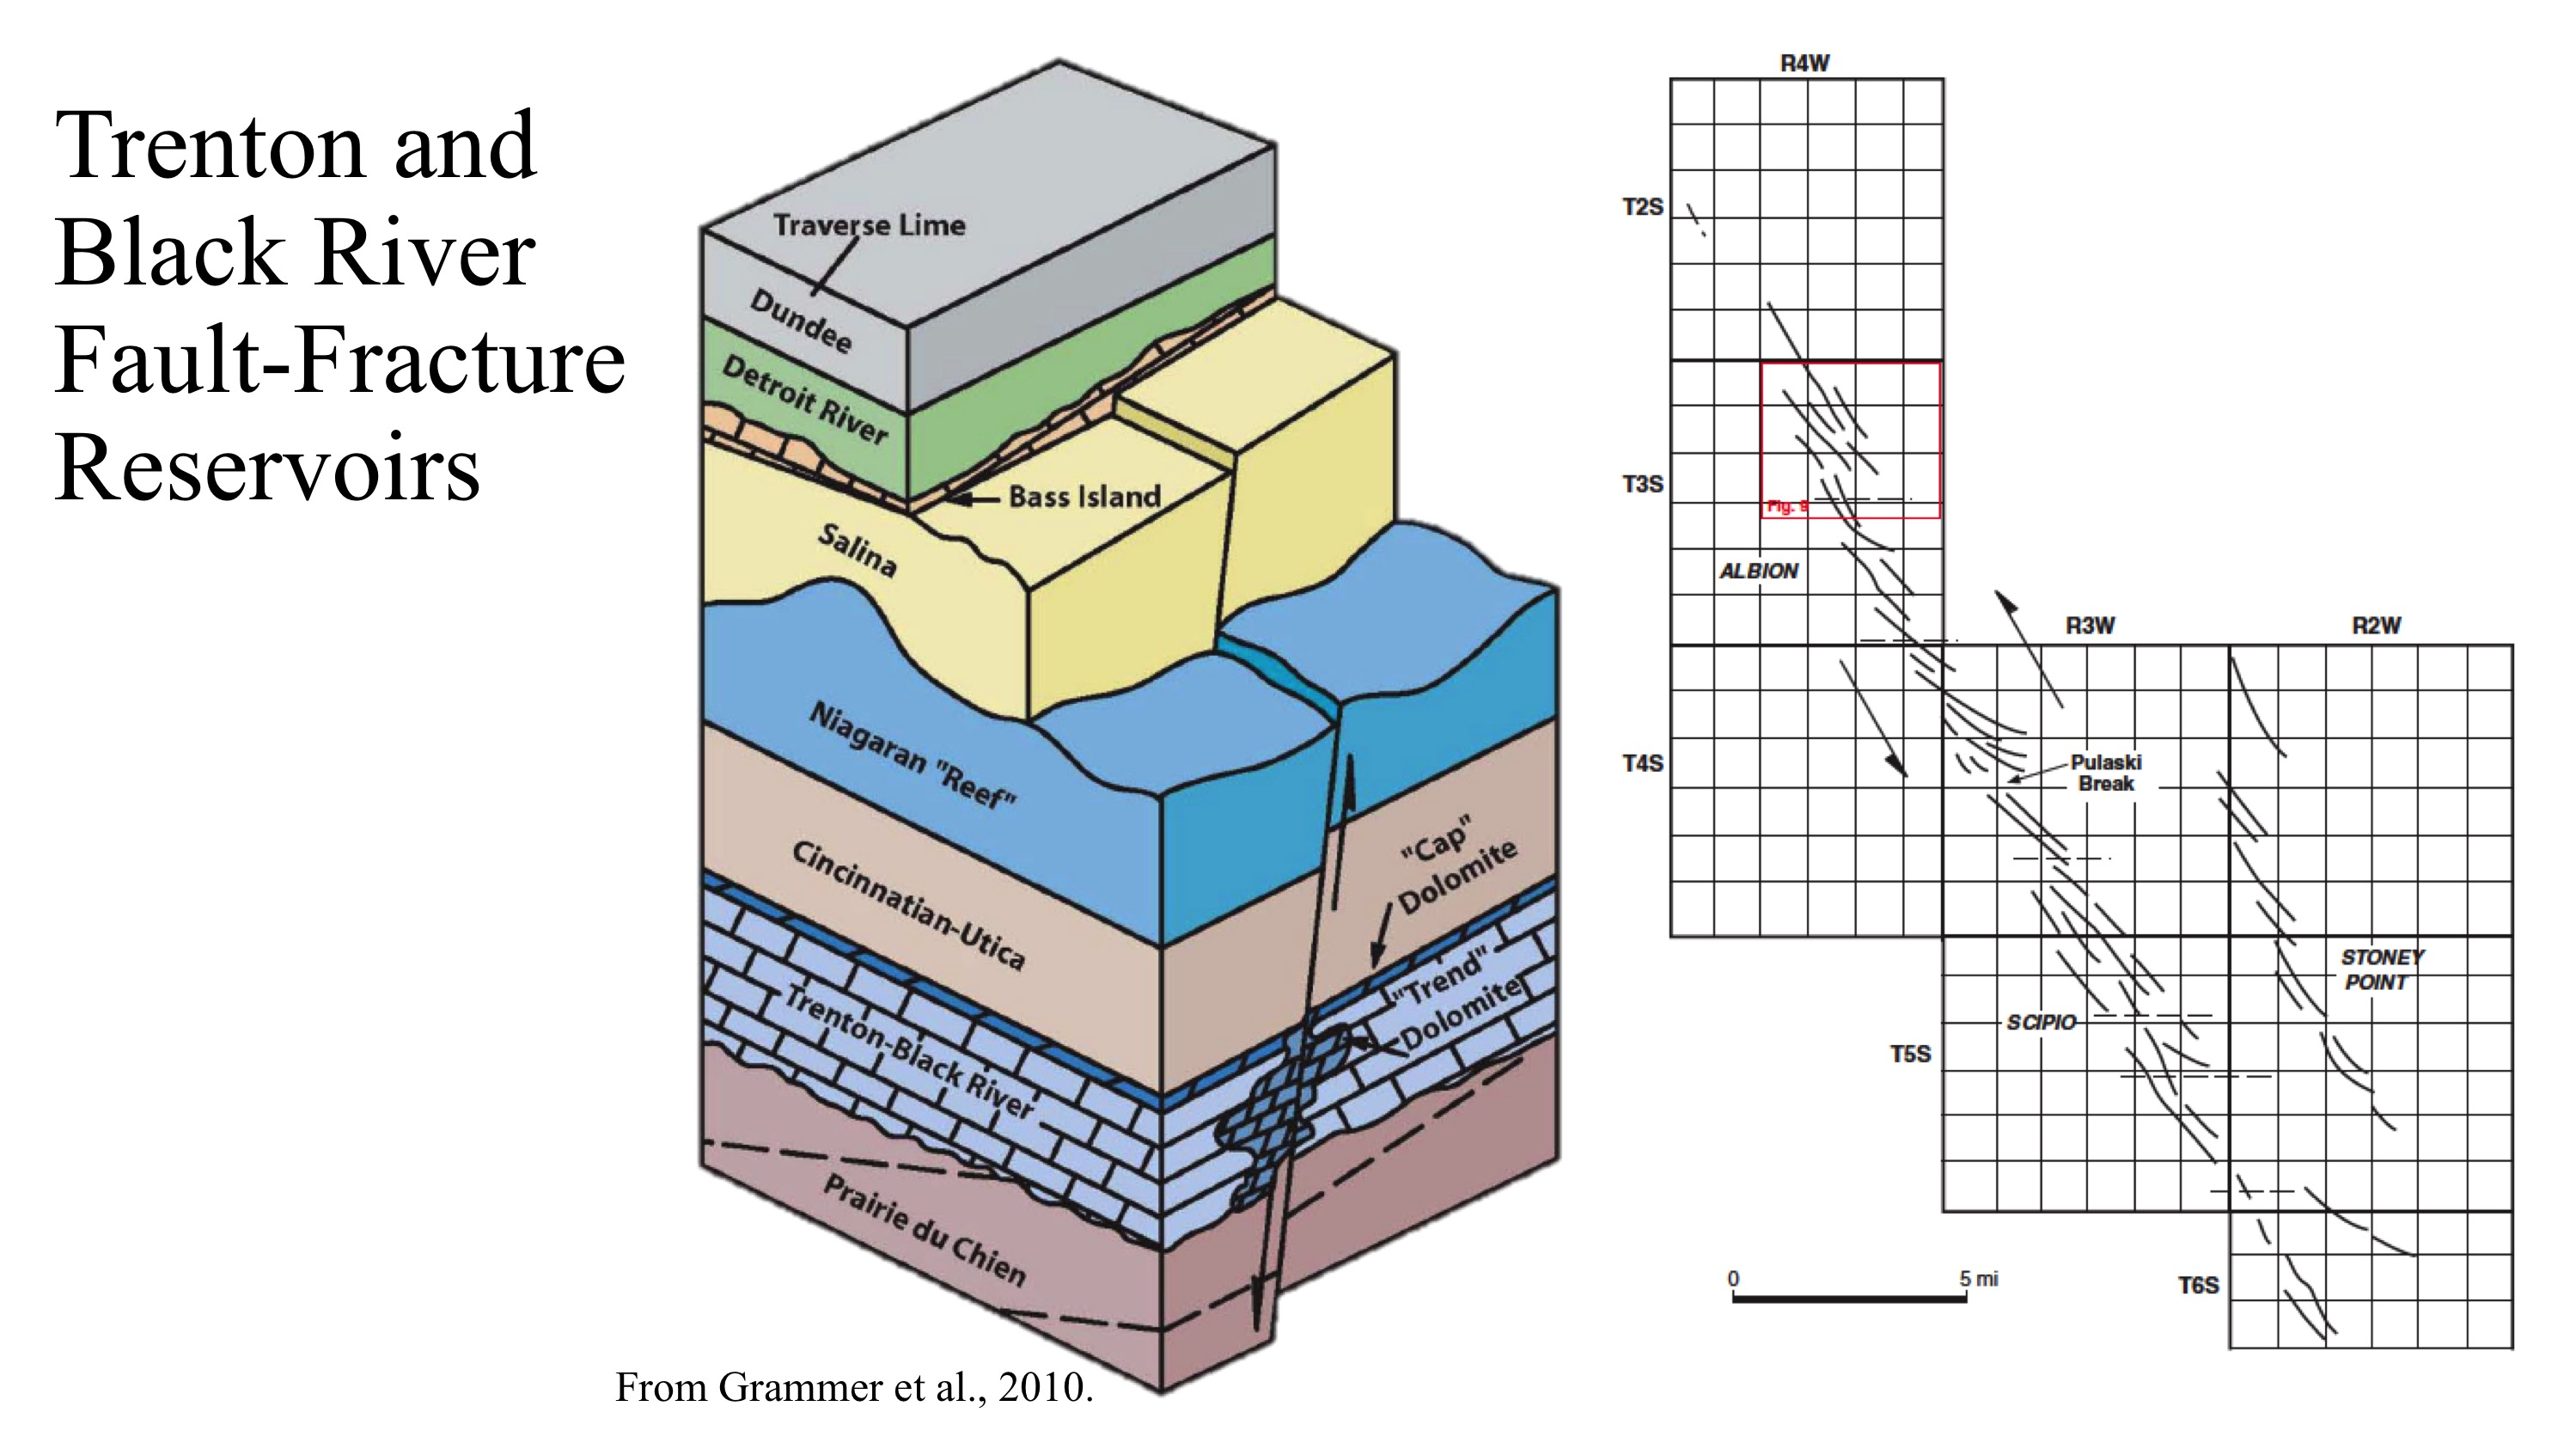 Trenton and
Black River
Fault-Fracture
Reservoirs
Traverse Lime
Dundee
Detroit River
Bass Island
Salina
Niagaran "Reef"
Cincinnatian-Utica
"Cap"
Dolomite
"Trend"
Dolomite
Trenton-Black River
Prairie du Chien
From Grammer et al., 2010.
R4W
T2S
T3S
Fig. 9
ALBION
R3W
R2W
T4S
Pulaski
Break
STONEY
POINT
SCIPIO
T5S
T6S
0
5 mi